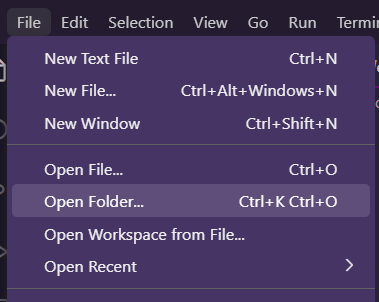 File Edit Selection View Go Run
New Text File Ctrl+N
New File... Ctrl+Alt+Windows+N
New Window Ctrl+Shift+N
Open File... Ctrl+O
Open Folder... Ctrl+K Ctrl+O
Open Workspace from File...
Open Recent